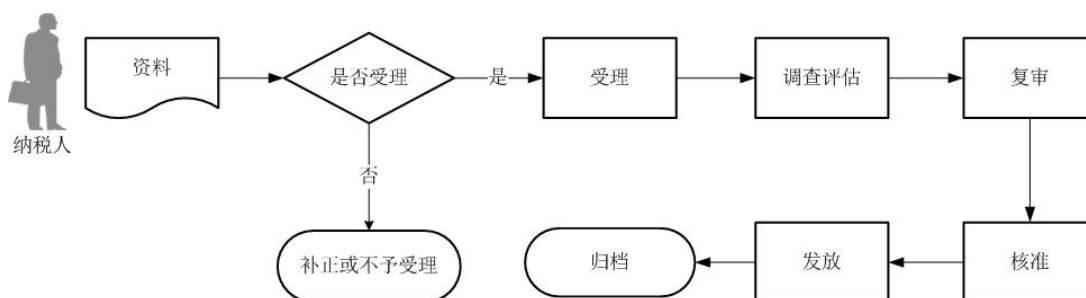 纳税人
资料
是否受理
是
受理
调查评估
复审
否
补正或不予受理
归档
发放
核准